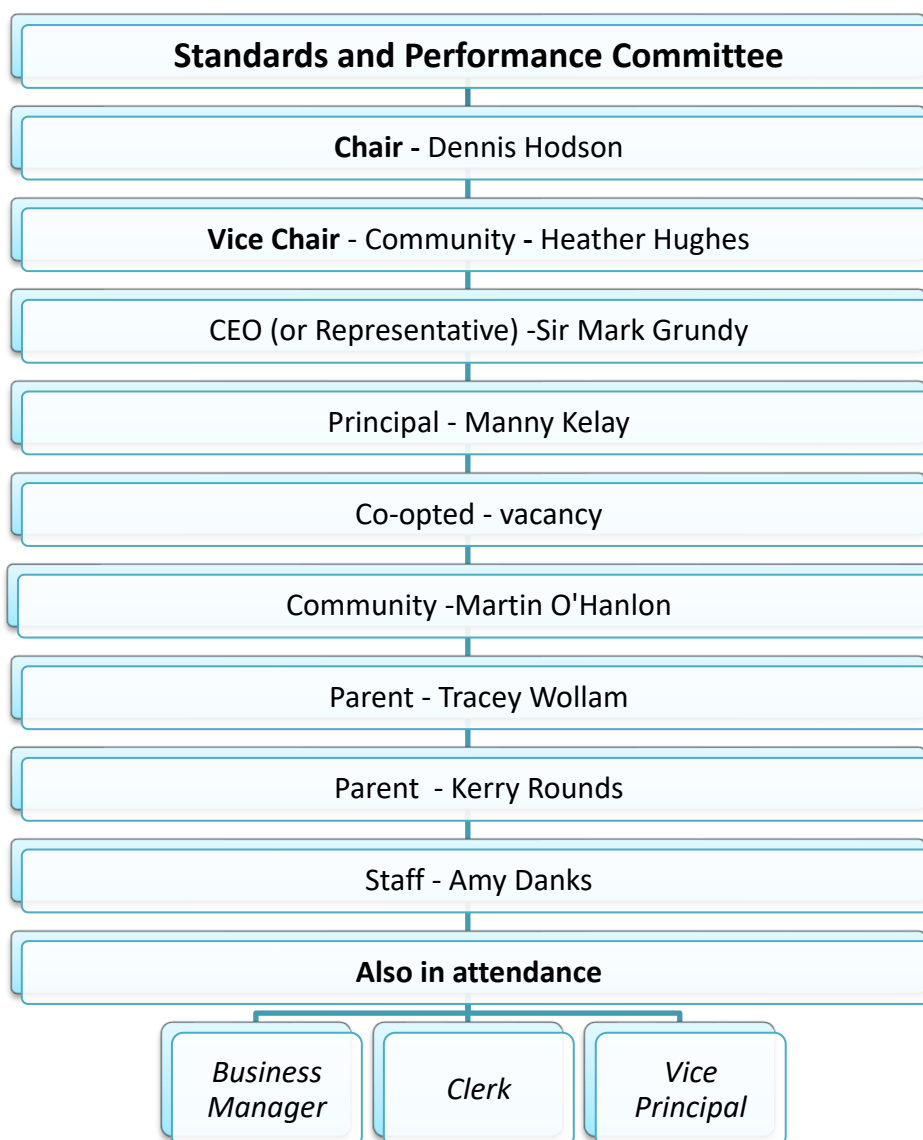 Standards and Performance Committee
Chair - Dennis Hodson
Vice Chair - Community - Heather Hughes
CEO (or Representative) -Sir Mark Grundy
Principal - Manny Kelay
Co-opted - vacancy
Community -Martin O'Hanlon
Parent - Tracey Wollam
Parent  - Kerry Rounds
Staff - Amy Danks
Also in attendance
Business
Manager
Clerk
Vice
Principal